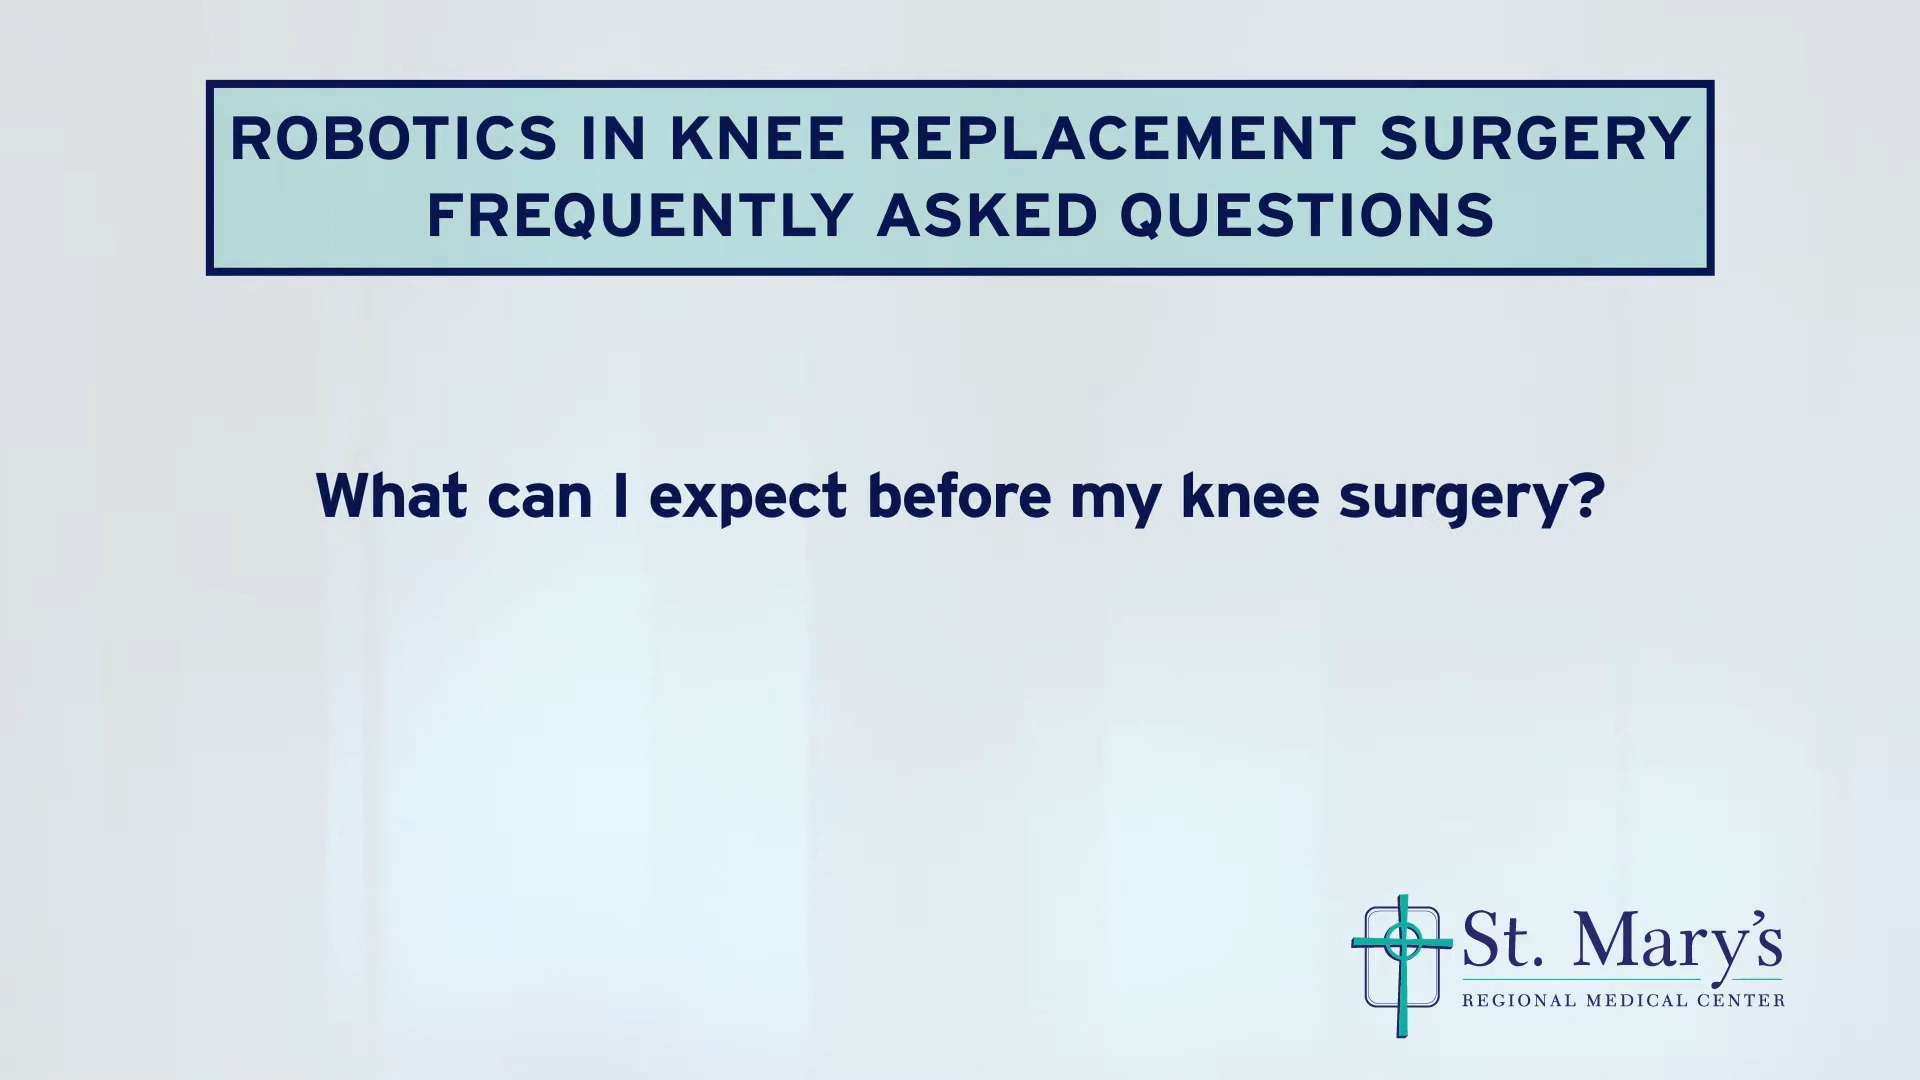 ROBOTICS IN KNEE REPLACEMENT SURGERY
FREQUENTLY ASKED QUESTIONS
What can I expect before my knee surgery?
St. Mary's
REGIONAL MEDICAL CENTER